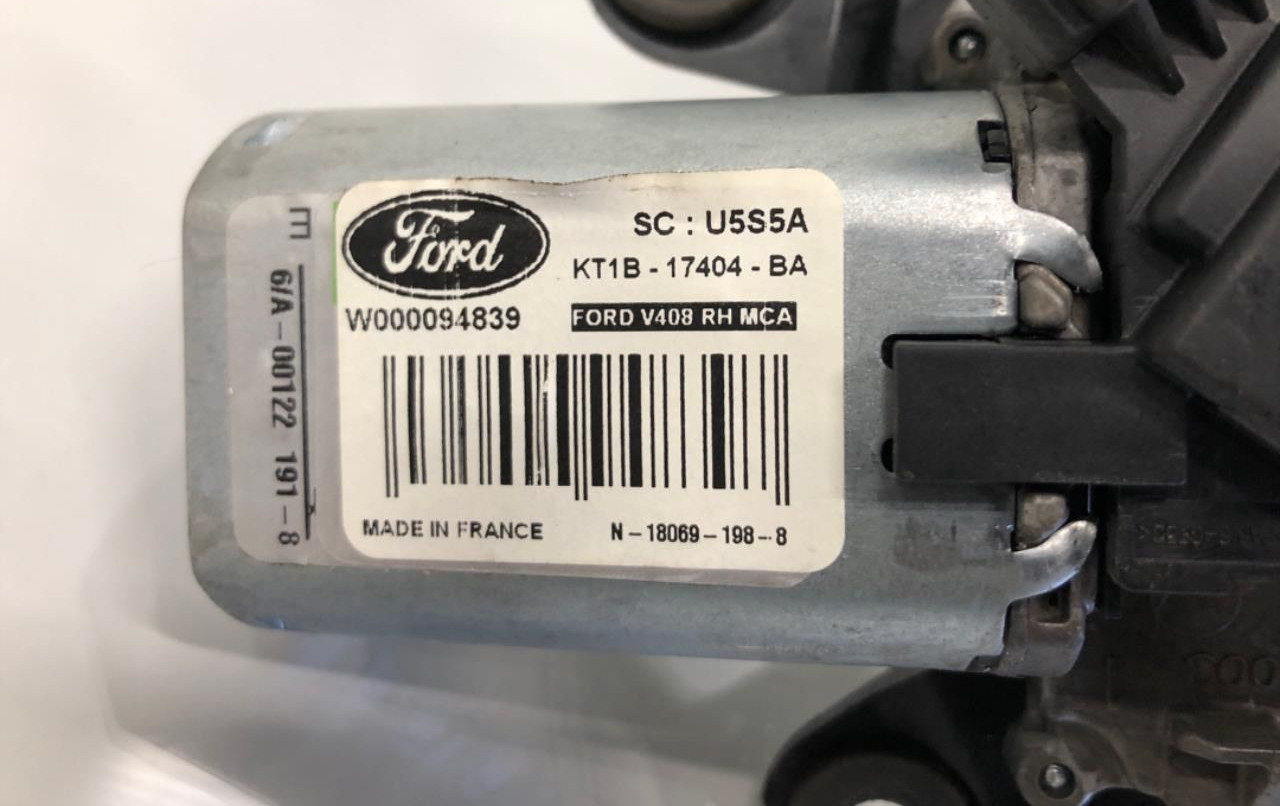 Ford
SC : U5S5A
KT1B - 17404 - BA
W000094839
FORD V408 RH MCA
MADE IN FRANCE
N - 18069 - 198 - 8
E
6/A - 00122 191 - 8